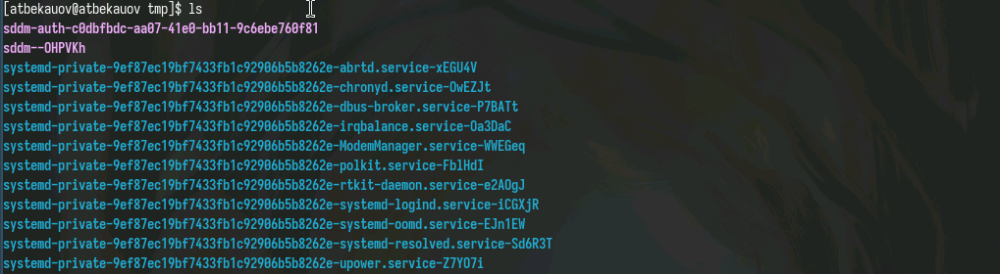 [atbekauov@atbekauov tmp]$ ls
sddm-auth-c0dbfbdc-aa07-41e0-bb11-9c6ebe760f81
sddm--OHPVKh
systemd-private-9ef87ec19bf7433fb1c92906b5b8262e-abrtd.service-xEGU4V
systemd-private-9ef87ec19bf7433fb1c92906b5b8262e-chronyd.service-OwEZJt
systemd-private-9ef87ec19bf7433fb1c92906b5b8262e-dbus-broker.service-P7BATt
systemd-private-9ef87ec19bf7433fb1c92906b5b8262e-irqbalance.service-Oa3DaC
systemd-private-9ef87ec19bf7433fb1c92906b5b8262e-ModemManager.service-WWEGeq
systemd-private-9ef87ec19bf7433fb1c92906b5b8262e-polkit.service-FblHdI
systemd-private-9ef87ec19bf7433fb1c92906b5b8262e-rtkit-daemon.service-e2AOgJ
systemd-private-9ef87ec19bf7433fb1c92906b5b8262e-systemd-logind.service-iCGXjR
systemd-private-9ef87ec19bf7433fb1c92906b5b8262e-systemd-oomd.service-EJn1EW
systemd-private-9ef87ec19bf7433fb1c92906b5b8262e-systemd-resolved.service-Sd6R3T
systemd-private-9ef87ec19bf7433fb1c92906b5b8262e-upower.service-Z7YO7i